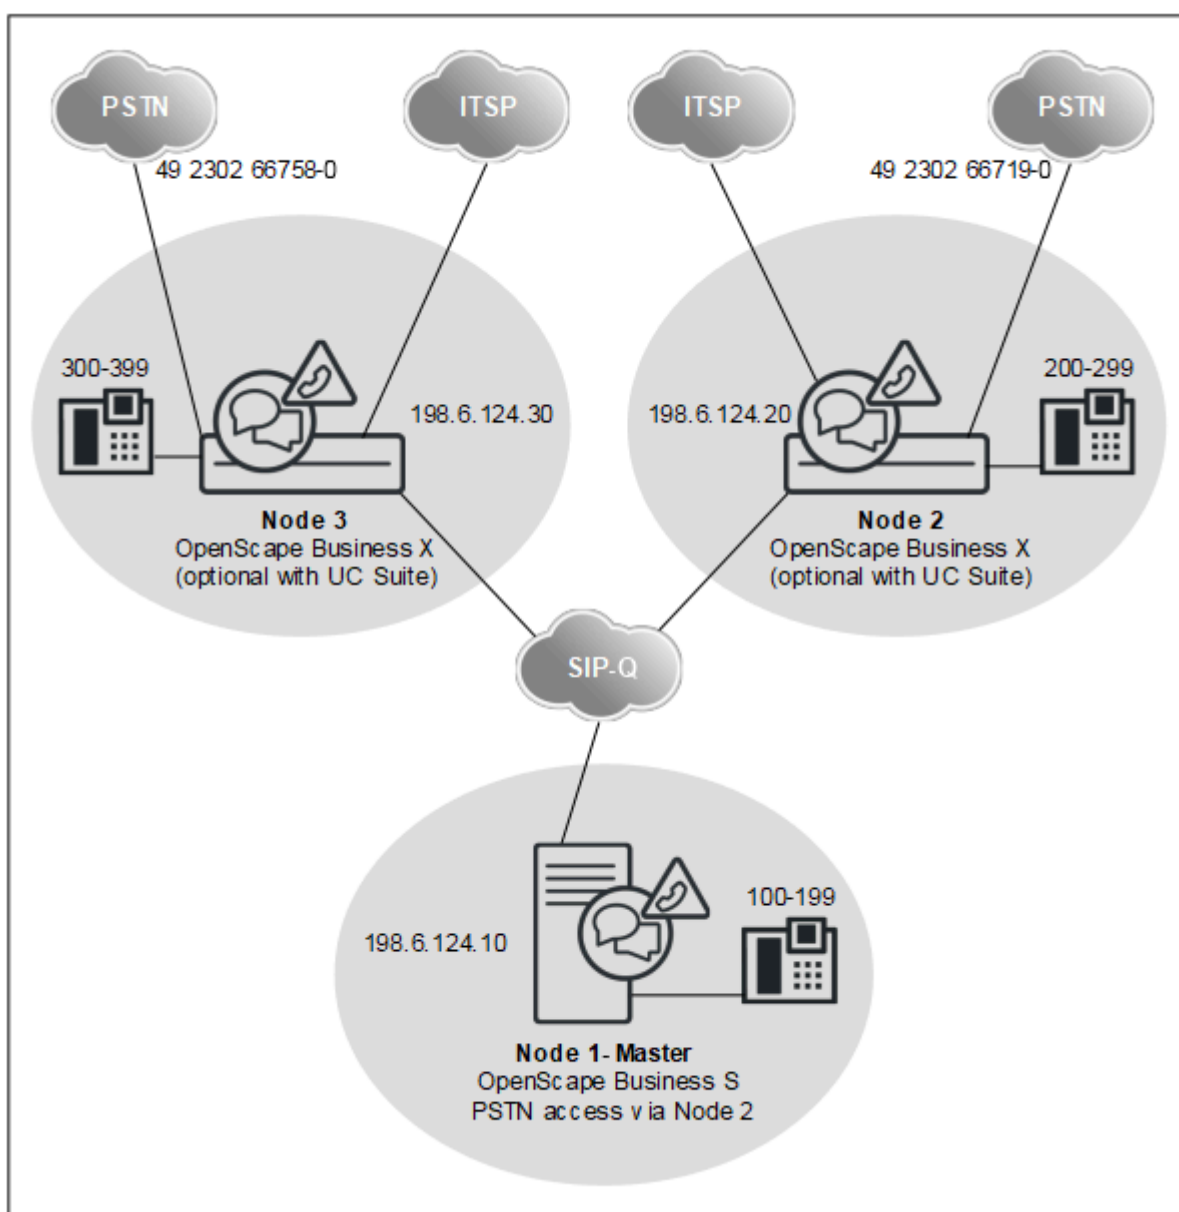 PSTN
ITSP
ITSP
PSTN
49 2302 66758-0
49 2302 66719-0
300-399
198.6.124.30
198.6.124.20
200-299
Node 3
OpenScape Business X
(optional with UC Suite)
Node 2
OpenScape Business X
(optional with UC Suite)
SIP-Q
100-199
198.6.124.10
Node 1- Master
OpenScape Business S
PSTN access via Node 2